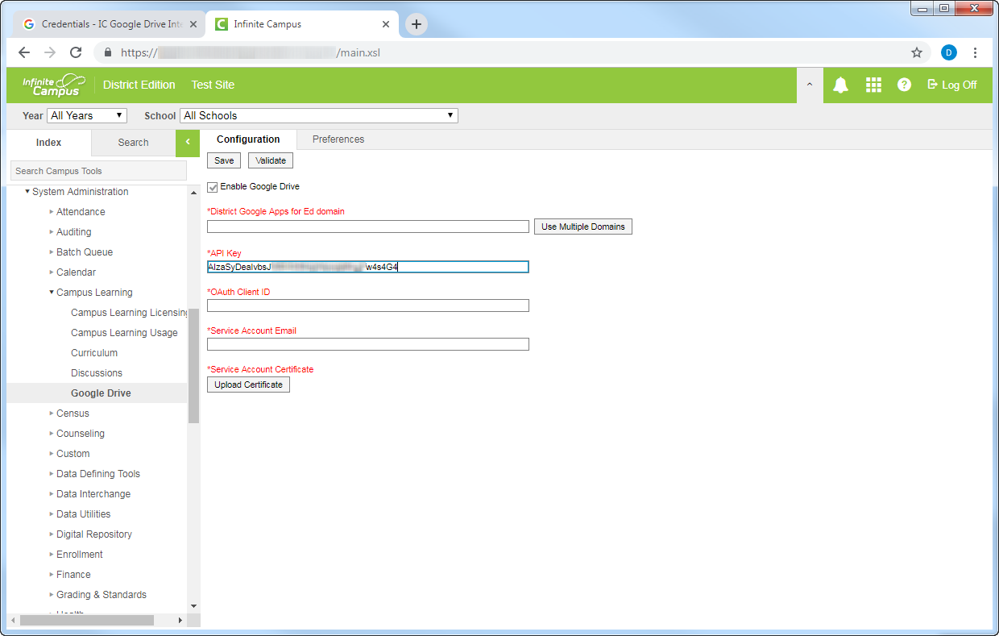 Credentials - IC Google Drive Inte
Infinite Campus
https:// /main.xsl
D
Infinite Campus
District Edition
Test Site
Log Off
Year
All Years
School
All Schools
Index
Search
Configuration
Preferences
Save
Validate
Search Campus Tools
Enable Google Drive
*District Google Apps for Ed domain
Use Multiple Domains
*API Key
AIzaSyDealvbsJ w4s4G4
*OAuth Client ID
*Service Account Email
*Service Account Certificate
Upload Certificate
System Administration
Attendance
Auditing
Batch Queue
Calendar
Campus Learning
Campus Learning Licensing
Campus Learning Usage
Curriculum
Discussions
Google Drive
Census
Counseling
Custom
Data Defining Tools
Data Interchange
Data Utilities
Digital Repository
Enrollment
Finance
Grading & Standards
Health